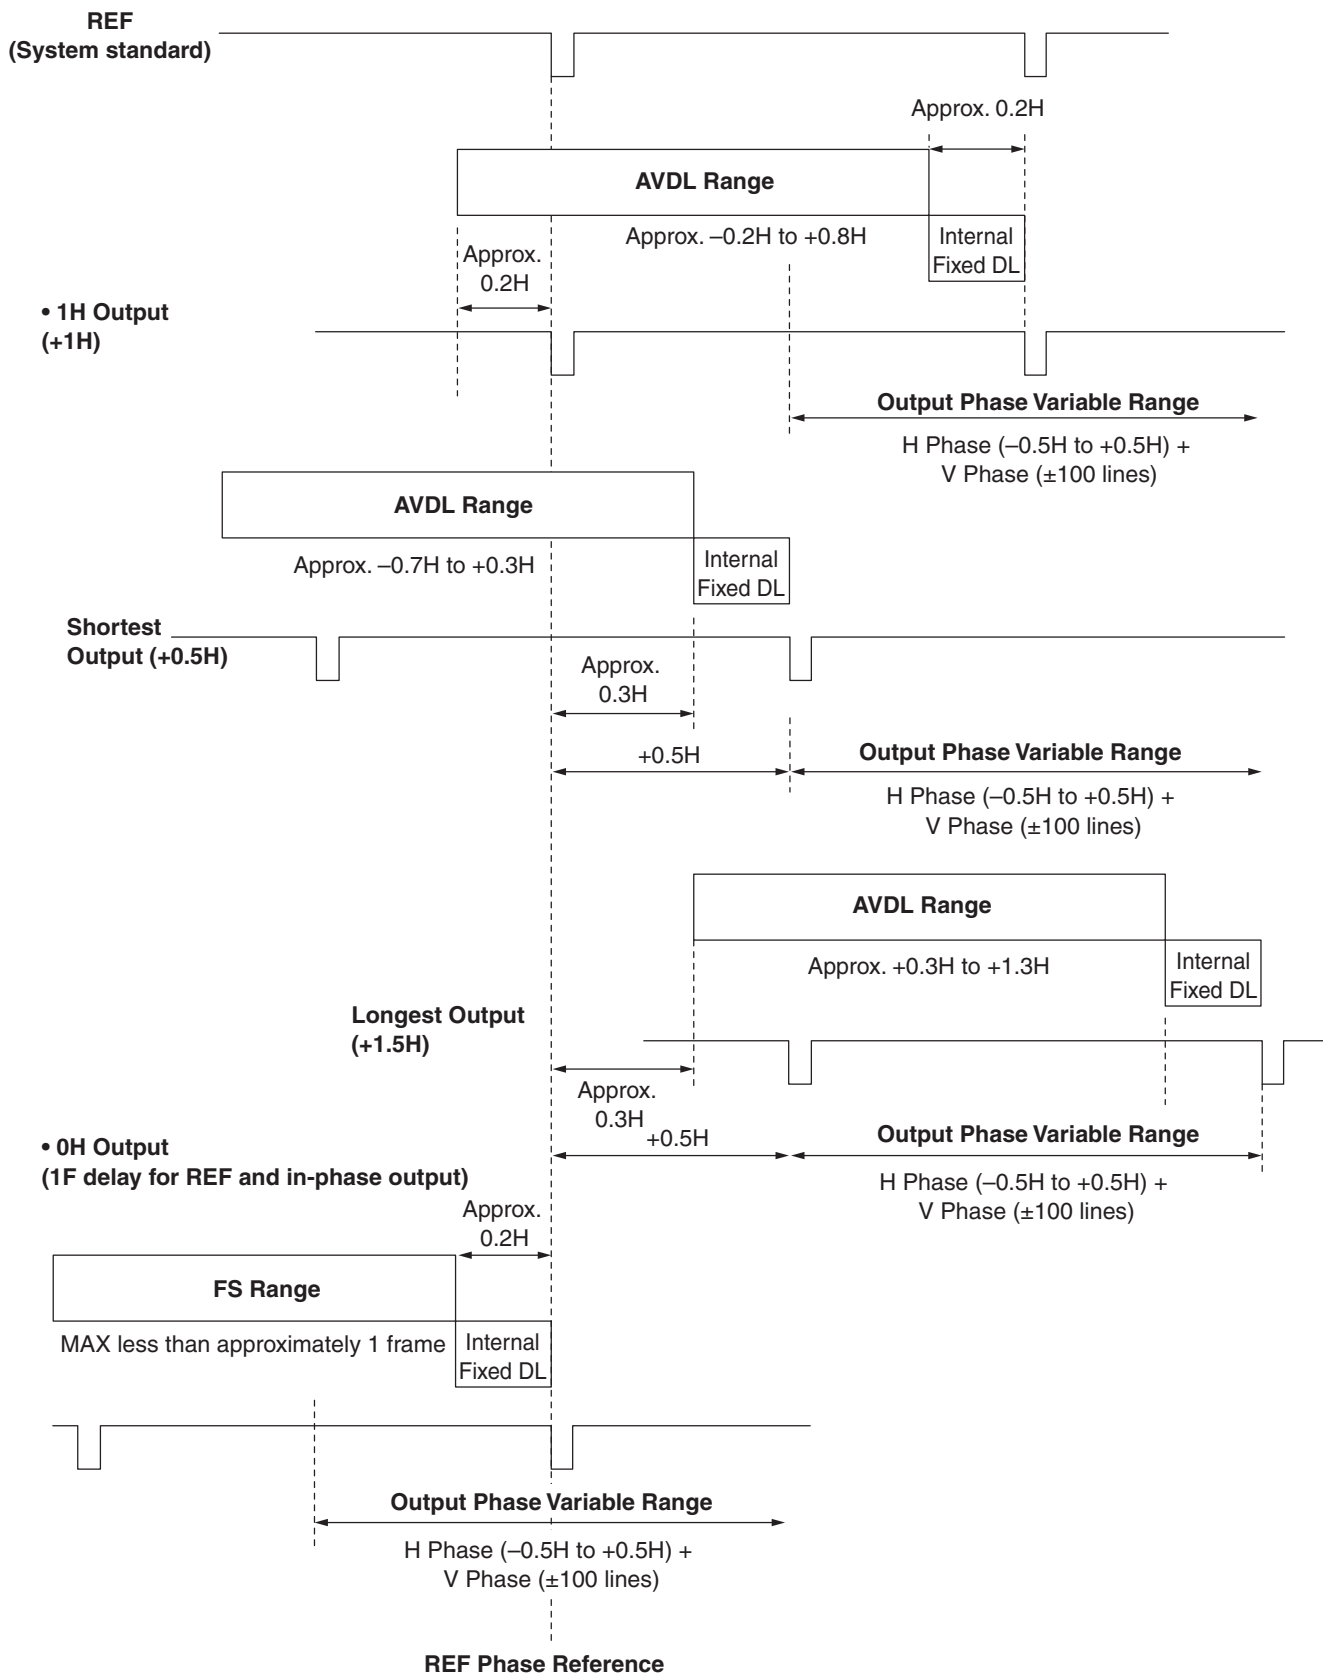 REF
(System standard)
Approx. 0.2H
AVDL Range
Approx. –0.2H to +0.8H
Internal
Fixed DL
Approx.
0.2H
• 1H Output
(+1H)
Output Phase Variable Range
H Phase (–0.5H to +0.5H) +
V Phase (±100 lines)
AVDL Range
Approx. –0.7H to +0.3H
Internal
Fixed DL
Shortest
Output (+0.5H)
Approx.
0.3H
+0.5H
Output Phase Variable Range
H Phase (–0.5H to +0.5H) +
V Phase (±100 lines)
AVDL Range
Approx. +0.3H to +1.3H
Internal
Fixed DL
Longest Output
(+1.5H)
Approx.
0.3H
+0.5H
Output Phase Variable Range
H Phase (–0.5H to +0.5H) +
V Phase (±100 lines)
• 0H Output
(1F delay for REF and in-phase output)
Approx.
0.2H
FS Range
MAX less than approximately 1 frame
Internal
Fixed DL
Output Phase Variable Range
H Phase (–0.5H to +0.5H) +
V Phase (±100 lines)
REF Phase Reference